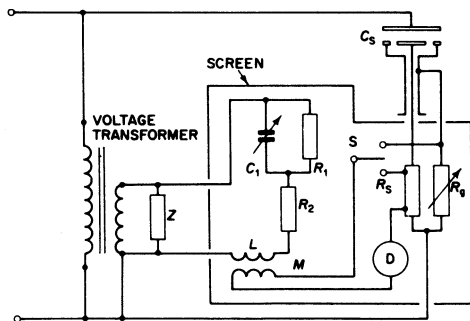 C_S
SCREEN
VOLTAGE
TRANSFORMER
S
C_1
R_1
R_S
R_g
R_2
Z
L
M
D